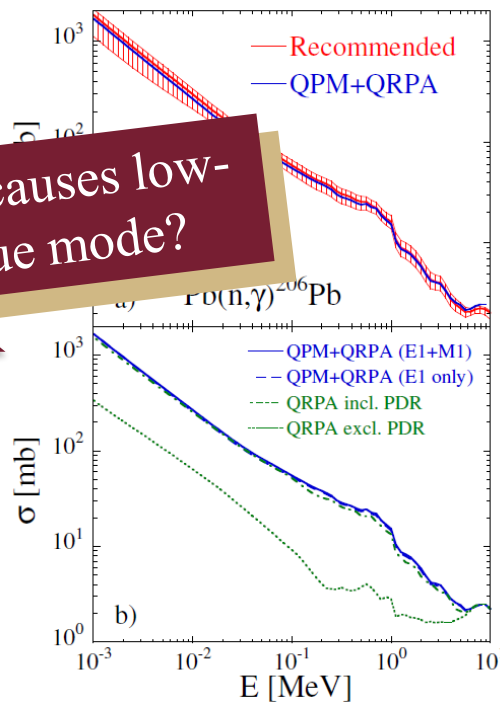 10³
Recommended
QPM+QRPA
10²
b]
causes low-
ue mode?
a) Pb(n,γ)²⁰⁶Pb
10³
QPM+QRPA (E1+M1)
QPM+QRPA (E1 only)
QRPA incl. PDR
QRPA excl. PDR
10²
σ [mb]
10¹
b)
10⁰
10⁻³ 10⁻² 10⁻¹ 10⁰ 10
E [MeV]